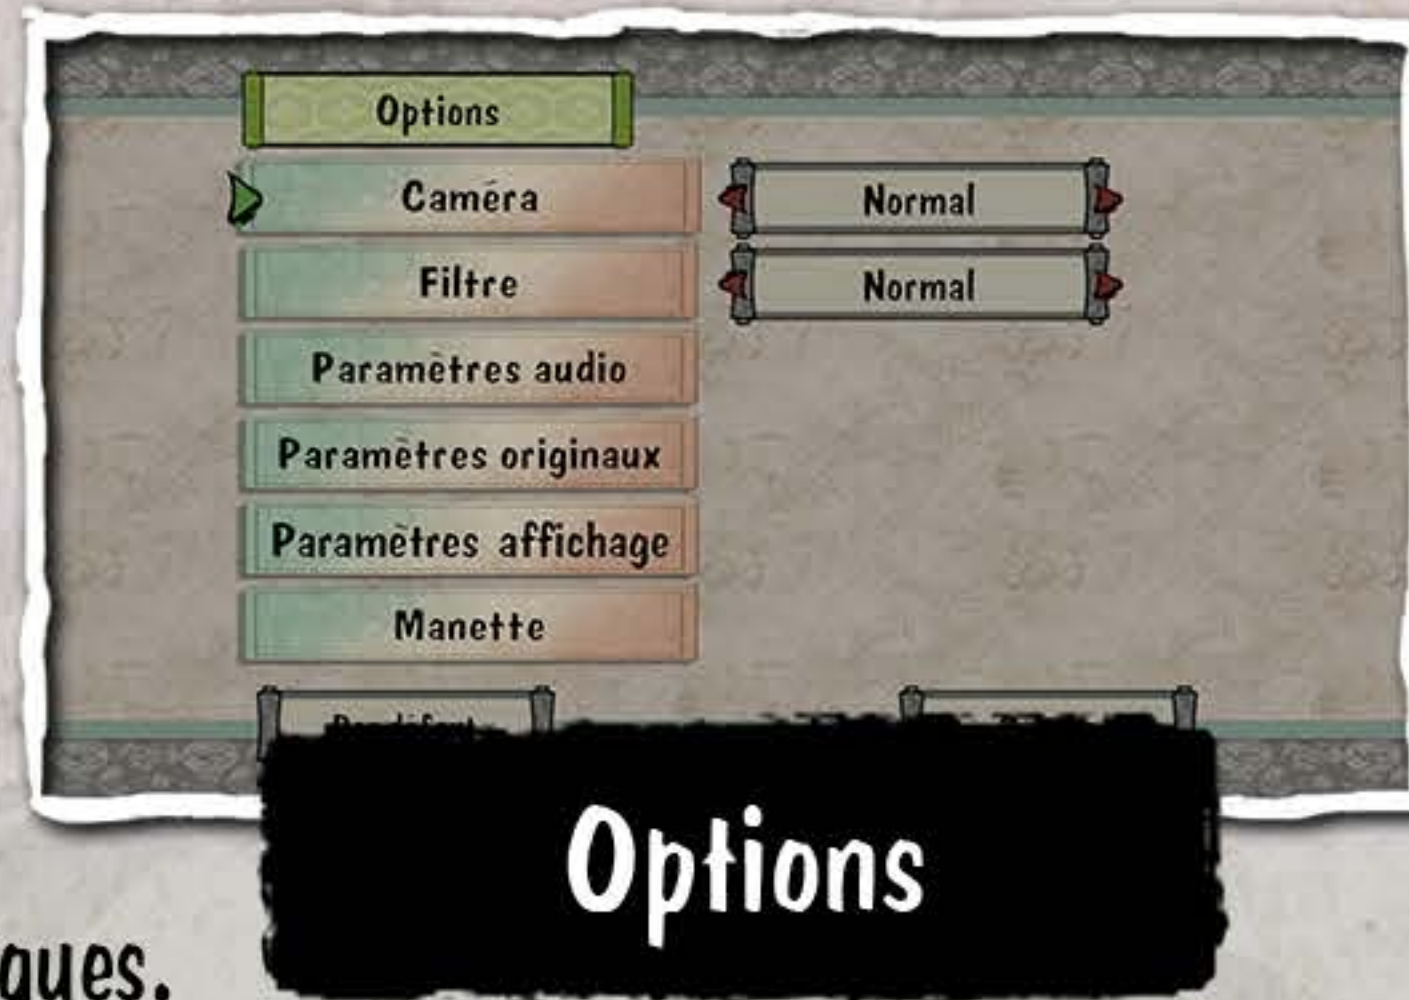 Options
Caméra
Normal
Filtre
Normal
Paramètres audio
Paramètres originaux
Paramètres affichage
Manette
Options
ques.